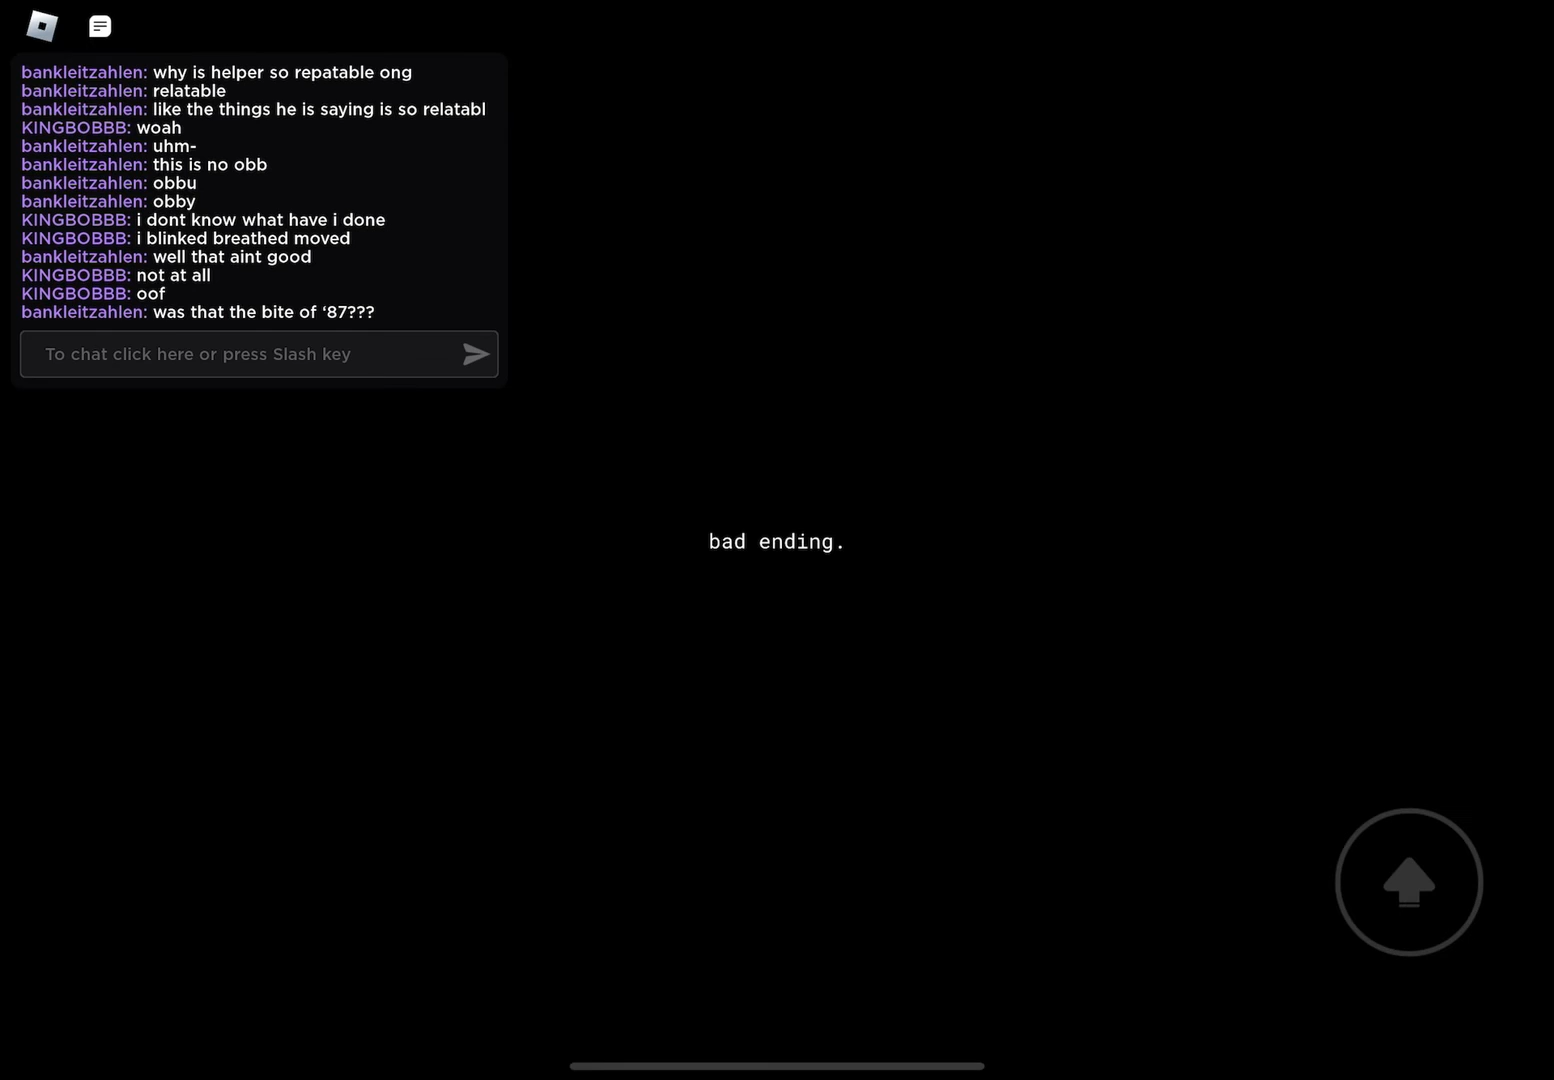 bankleitzahlen: why is helper so repatable ong
bankleitzahlen: relatable
bankleitzahlen: like the things he is saying is so relatabl
KINGBOBBB: woah
bankleitzahlen: uhm-
bankleitzahlen: this is no obb
bankleitzahlen: obbu
bankleitzahlen: obby
KINGBOBBB: i dont know what have i done
KINGBOBBB: i blinked breathed moved
bankleitzahlen: well that aint good
KINGBOBBB: not at all
KINGBOBBB: oof
bankleitzahlen: was that the bite of ‘87???
To chat click here or press Slash key
bad ending.